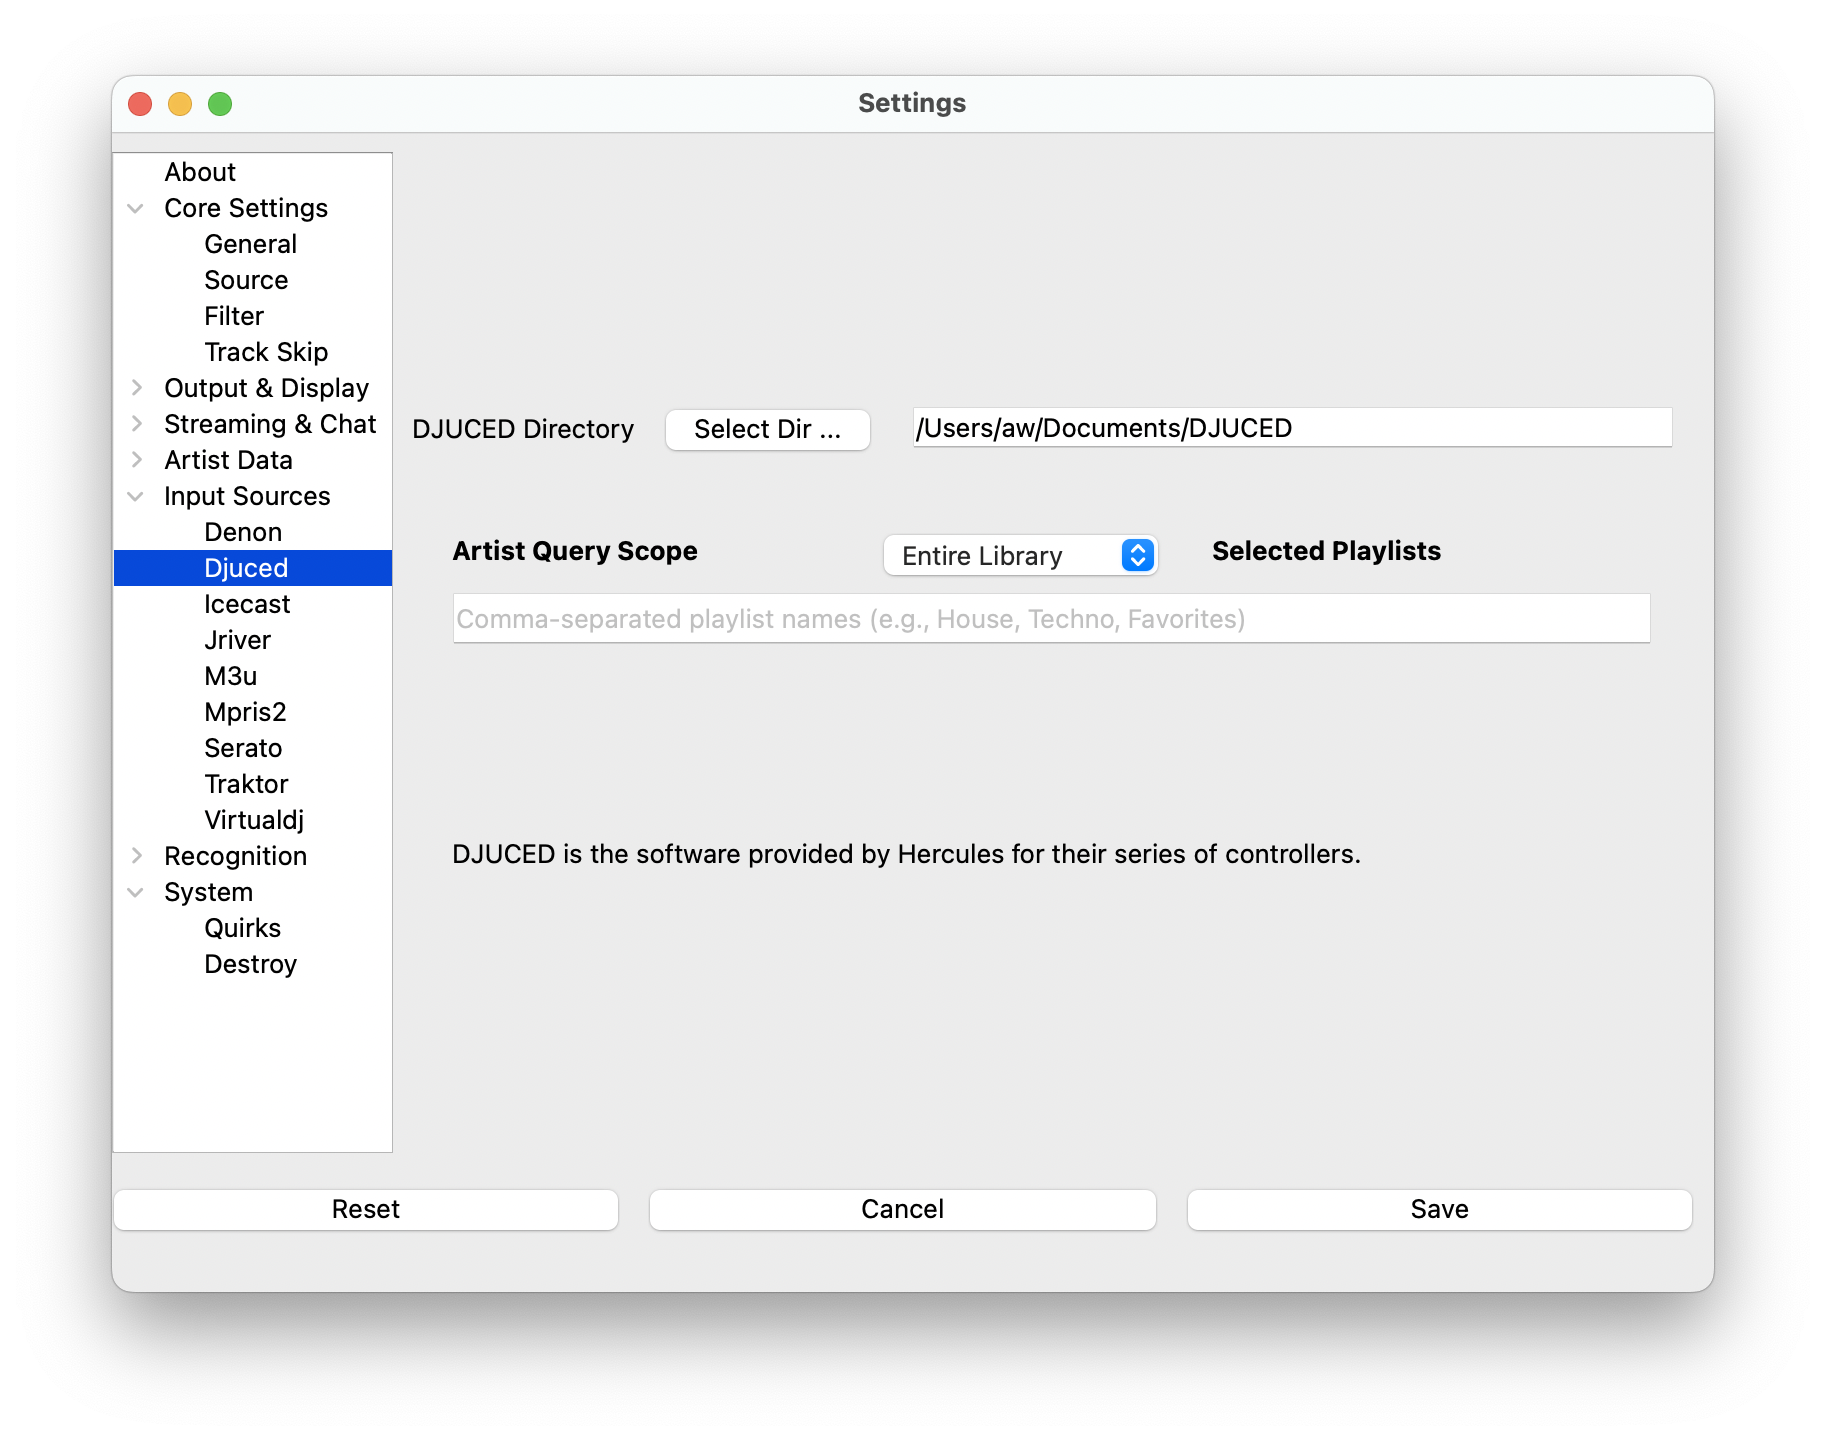 Settings
About
Core Settings
General
Source
Filter
Track Skip
Output & Display
Streaming & Chat
Artist Data
Input Sources
Denon
Djuced
Icecast
Jriver
M3u
Mpris2
Serato
Traktor
Virtualdj
Recognition
System
Quirks
Destroy
DJUCED Directory Select Dir ... /Users/aw/Documents/DJUCED
Artist Query Scope Entire Library Selected Playlists
Comma-separated playlist names (e.g., House, Techno, Favorites)
DJUCED is the software provided by Hercules for their series of controllers.
Reset Cancel Save